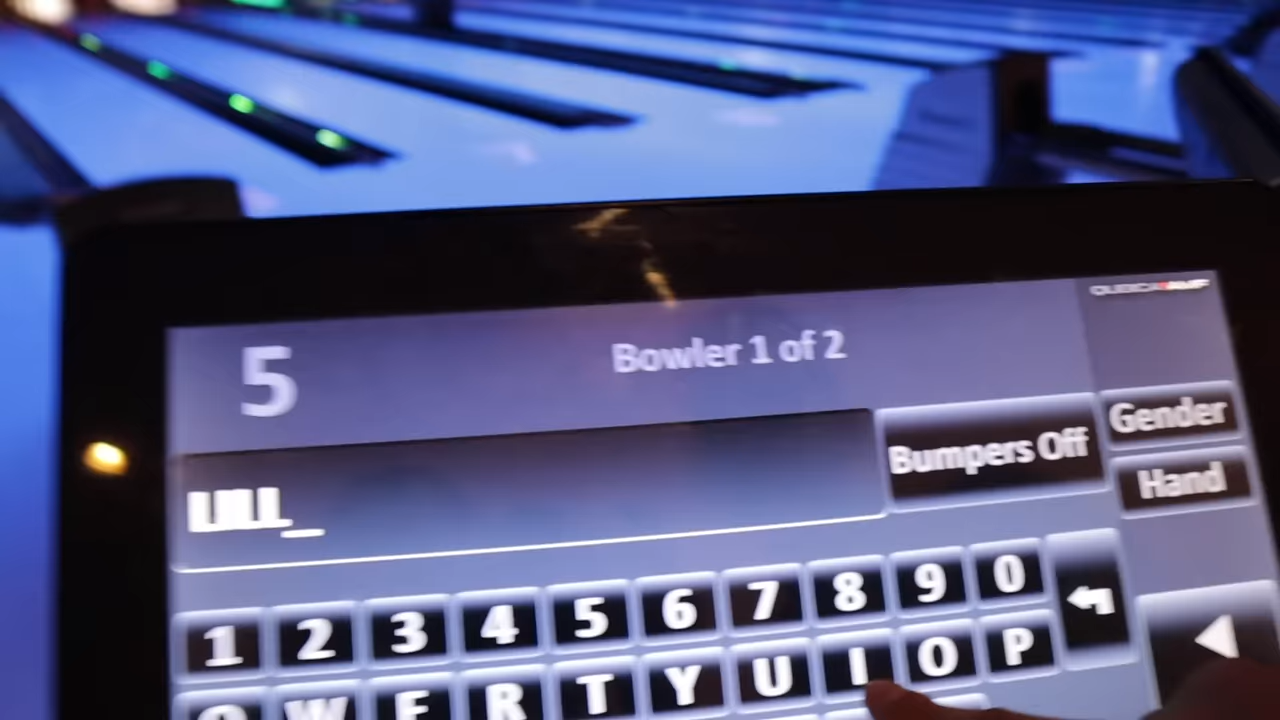 5
Bowler 1 of 2
Gender
Bumpers Off
Hand
LILL_
1 2 3 4 5 6 7 8 9 0
Q W E R T Y U I O P